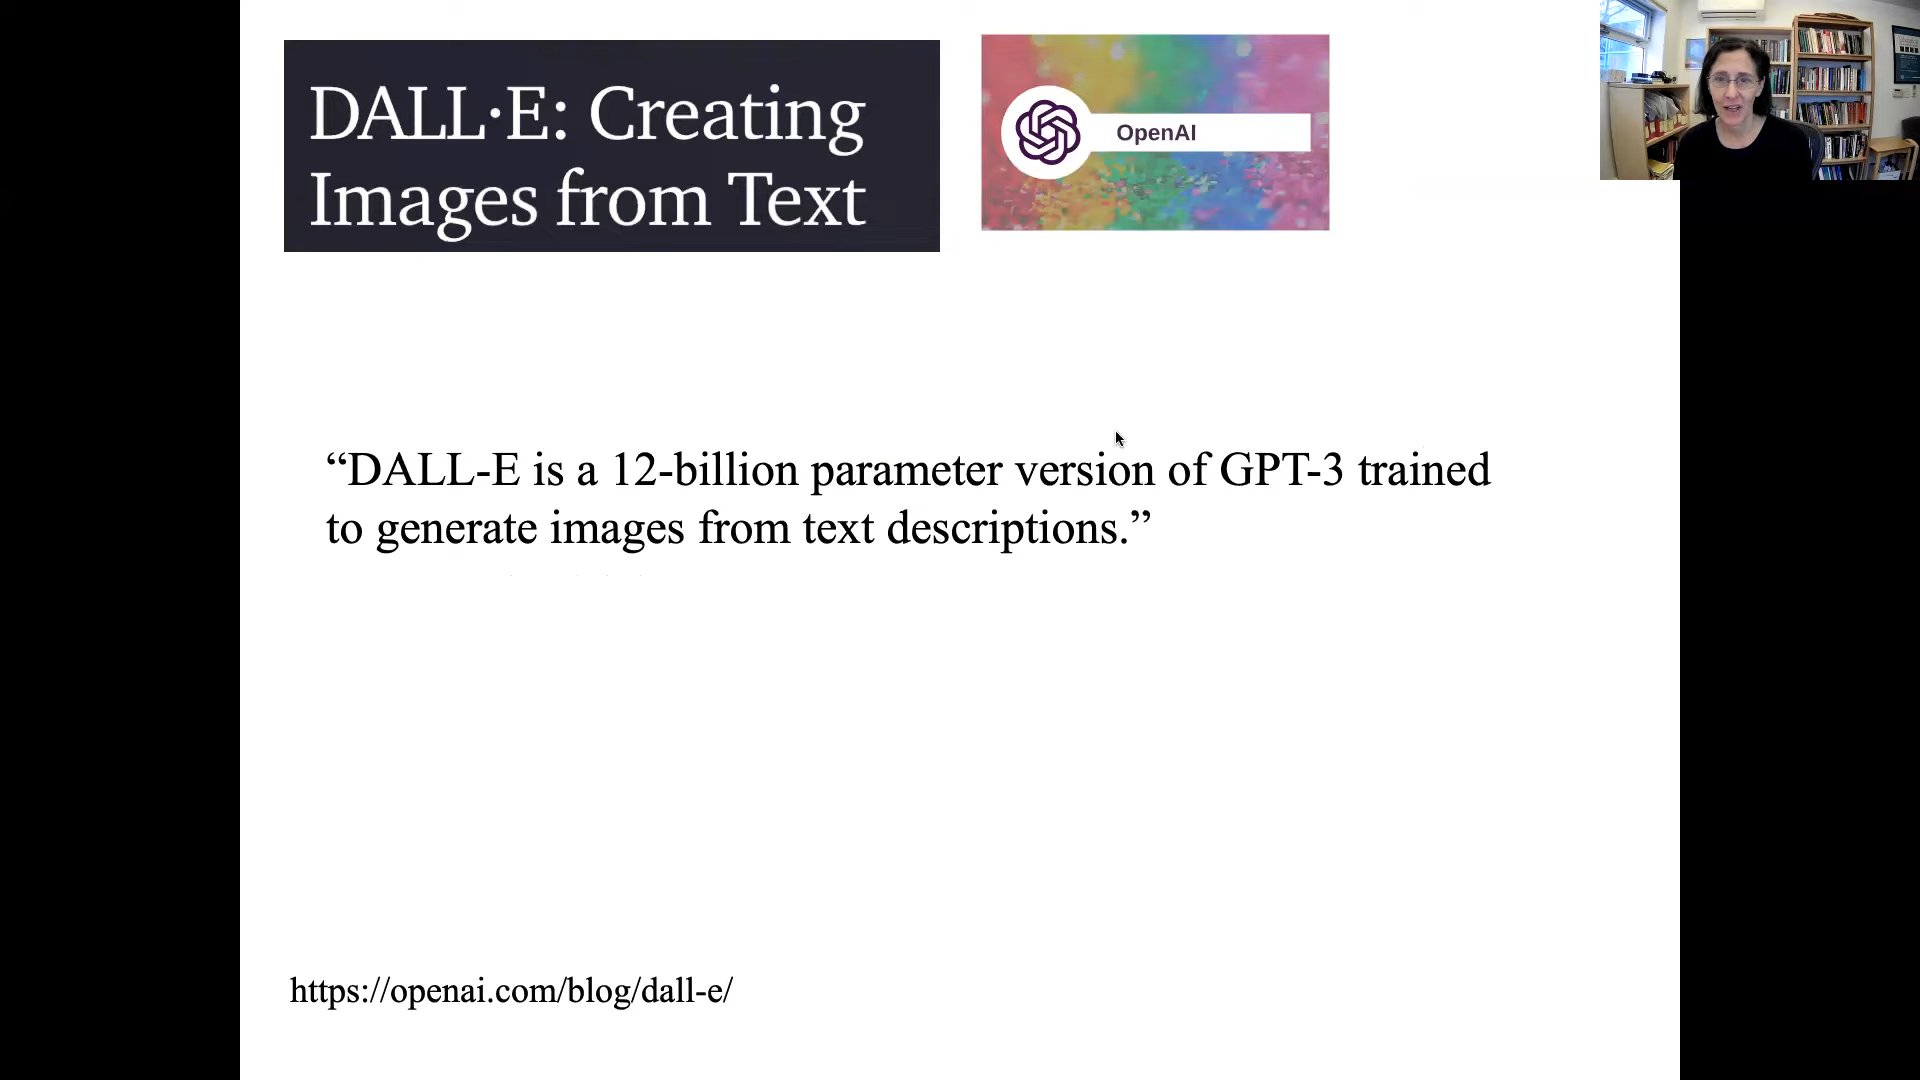 DALL·E: Creating
Images from Text
OpenAI
“DALL-E is a 12-billion parameter version of GPT-3 trained
to generate images from text descriptions.”
https://openai.com/blog/dall-e/